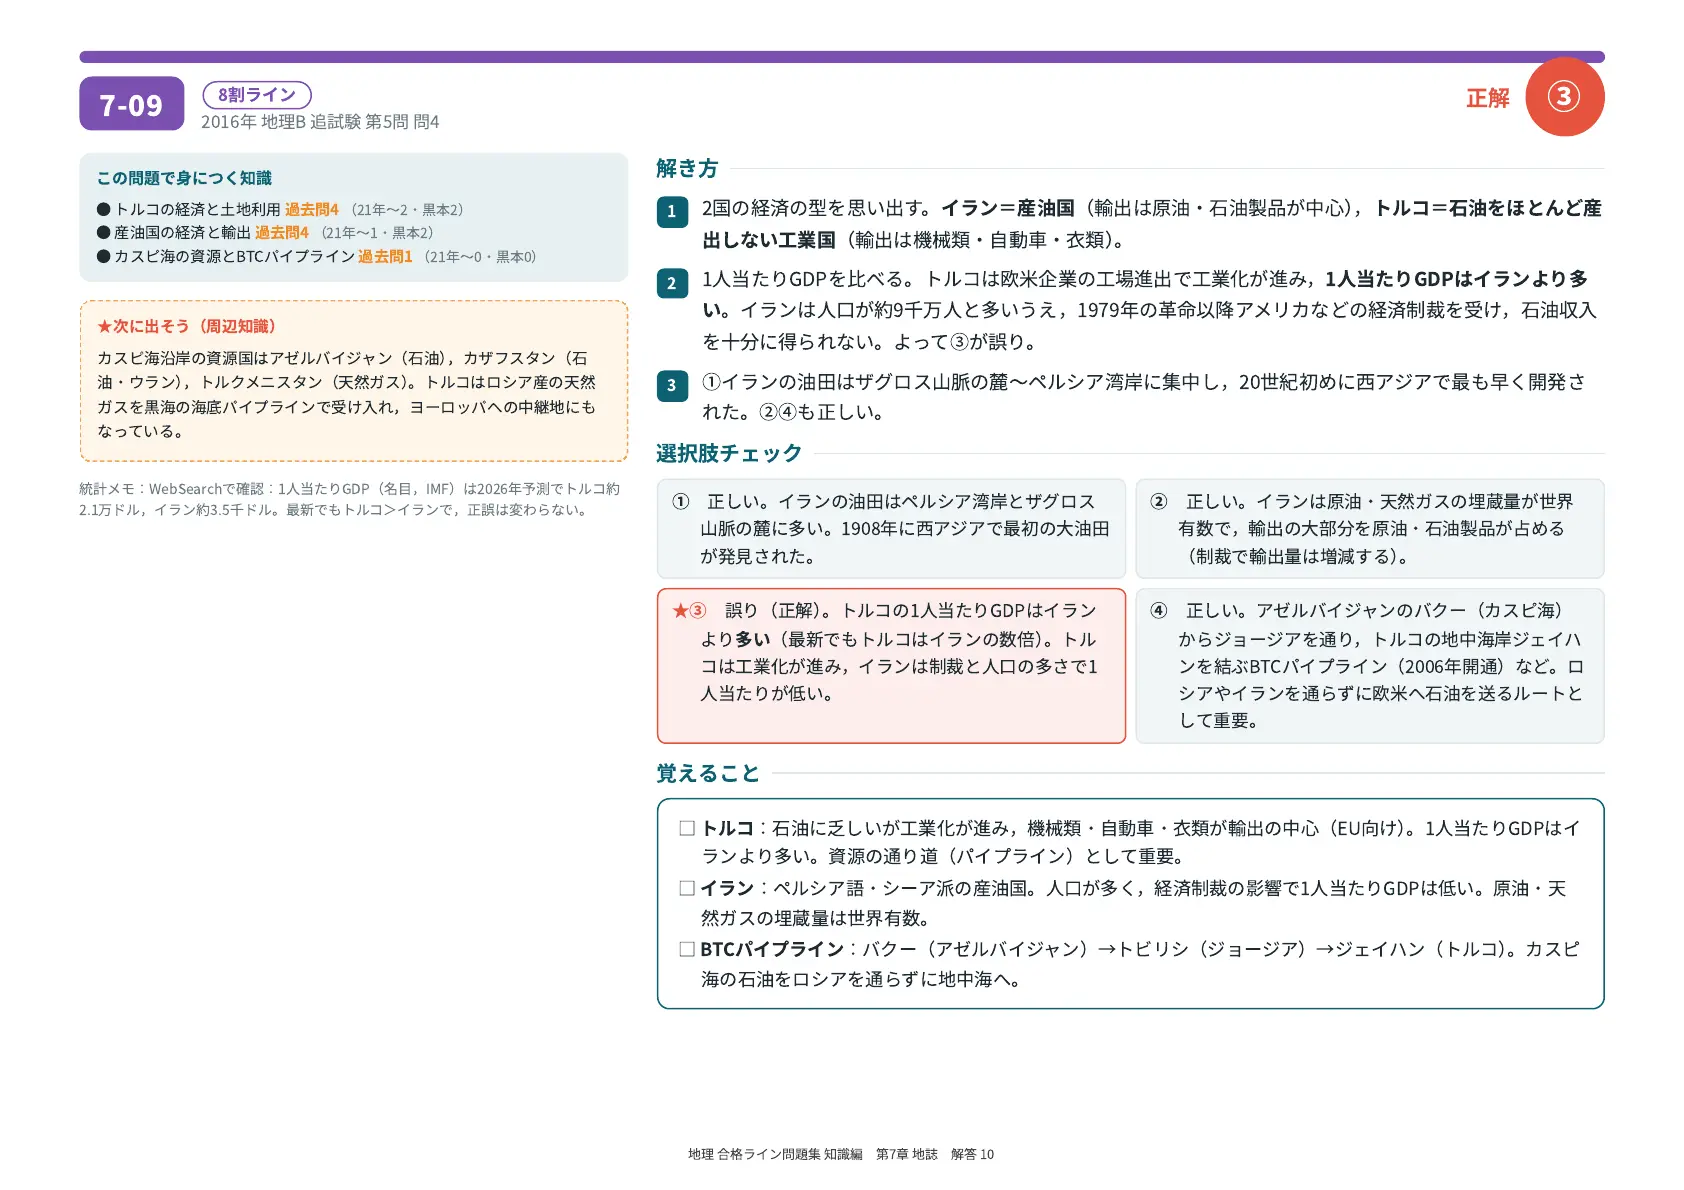 7-09
8割ライン
2016年 地理B 追試験 第5問 問4
正解 ③
この問題で身につく知識
● トルコの経済と土地利用 過去問4 （21年〜2・黒本2）
● 産油国の経済と輸出 過去問4 （21年〜1・黒本2）
● カスピ海の資源とBTCパイプライン 過去問1 （21年〜0・黒本0）
★次に出そう（周辺知識）
カスピ海沿岸の資源国はアゼルバイジャン（石油），カザフスタン（石
油・ウラン），トルクメニスタン（天然ガス）。トルコはロシア産の天然
ガスを黒海の海底パイプラインで受け入れ，ヨーロッパへの中継地にも
なっている。
統計メモ：WebSearchで確認：1人当たりGDP（名目，IMF）は2026年予測でトルコ約
2.1万ドル，イラン約3.5千ドル。最新でもトルコ＞イランで，正誤は変わらない。
解き方
1 2国の経済の型を思い出す。イラン＝産油国（輸出は原油・石油製品が中心），トルコ＝石油をほとんど産
出しない工業国（輸出は機械類・自動車・衣類）。
2 1人当たりGDPを比べる。トルコは欧米企業の工場進出で工業化が進み，1人当たりGDPはイランより多
い。イランは人口が約9千万人と多いうえ，1979年の革命以降アメリカなどの経済制裁を受け，石油収入
を十分に得られない。よって③が誤り。
3 ①イランの油田はザグロス山脈の麓〜ペルシア湾岸に集中し，20世紀初めに西アジアで最も早く開発さ
れた。②④も正しい。
選択肢チェック
① 正しい。イランの油田はペルシア湾岸とザグロス
山脈の麓に多い。1908年に西アジアで最初の大油田
が発見された。
② 正しい。イランは原油・天然ガスの埋蔵量が世界
有数で，輸出の大部分を原油・石油製品が占める
（制裁で輸出量は増減する）。
★③ 誤り（正解）。トルコの1人当たりGDPはイラン
より多い（最新でもトルコはイランの数倍）。トル
コは工業化が進み，イランは制裁と人口の多さで1
人当たりが低い。
④ 正しい。アゼルバイジャンのバクー（カスピ海）
からジョージアを通り，トルコの地中海岸ジェイハ
ンを結ぶBTCパイプライン（2006年開通）など。ロ
シアやイランを通らずに欧米へ石油を送るルートと
して重要。
覚えること
□ トルコ：石油に乏しいが工業化が進み，機械類・自動車・衣類が輸出の中心（EU向け）。1人当たりGDPはイ
ランより多い。資源の通り道（パイプライン）として重要。
□ イラン：ペルシア語・シーア派の産油国。人口が多く，経済制裁の影響で1人当たりGDPは低い。原油・天
然ガスの埋蔵量は世界有数。
□ BTCパイプライン：バクー（アゼルバイジャン）→トビリシ（ジョージア）→ジェイハン（トルコ）。カスピ
海の石油をロシアを通らずに地中海へ。
地理 合格ライン問題集 知識編 第7章 地誌 解答 10